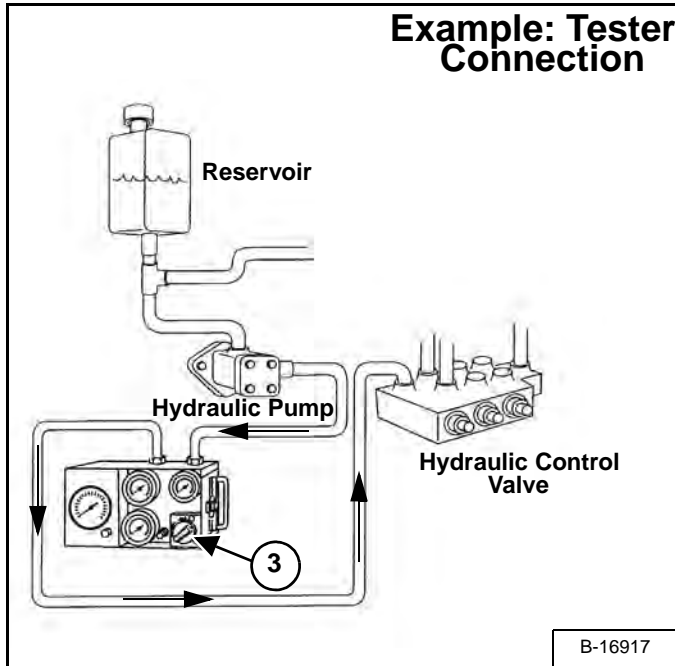 Example: Tester
Connection
Reservoir
Hydraulic Pump
Hydraulic Control
Valve
3
B-16917